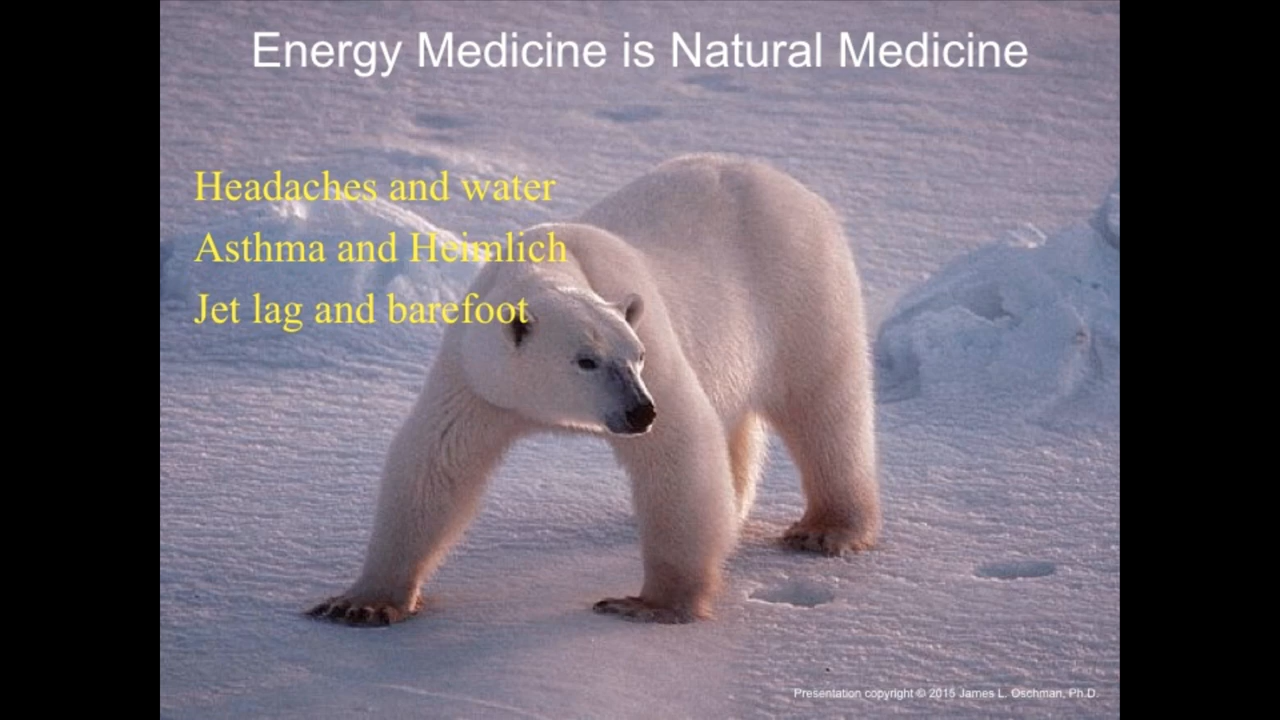 Energy Medicine is Natural Medicine
Headaches and water
Asthma and Heimlich
Jet lag and barefoot
Presentation copyright © 2015 James L. Oschman, Ph.D.